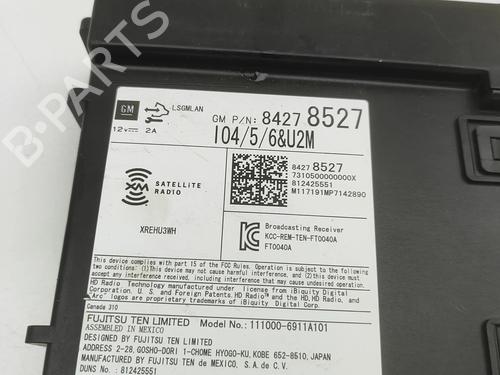 B-PARTS
GM
LSGMLAN
12V 2A
GM P/N: 8427 8527
IO4/5/6&U2M
8427 8527
7310500000000X
812425551
M117191MP7142890
XM SATELLITE RADIO
XREHU3WH
Broadcasting Receiver
KCC-REM-TEN-FT0040A
FT0040A
This device complies with part 15 of the FCC Rules. Operation is subject to the following
two conditions: (1) This device may not cause harmful interference, and (2) this device must
accept any interference received, including interference that may cause undesired operation.
HD Radio Technology manufactured under license from iBiquity Digital
Corporation. U.S. and Foreign Patents. HD Radio and the HD, HD Radio, and
Arc" logos are proprietary trademarks of iBiquity Digital Corporation.
Canada 310
FUJITSU TEN LIMITED Model No.: 111000-6911A101
ASSEMBLED IN MEXICO
DESIGNED BY FUJITSU TEN LIMITED
ADDRESS 2-28, GOSHO-DORI 1-CHOME HYOGO-KU, KOBE 652-8510, JAPAN
MANUFACTURED BY FUJITSU TEN de MEXICO, S.A. de C.V.
DUNS No.: 812425551